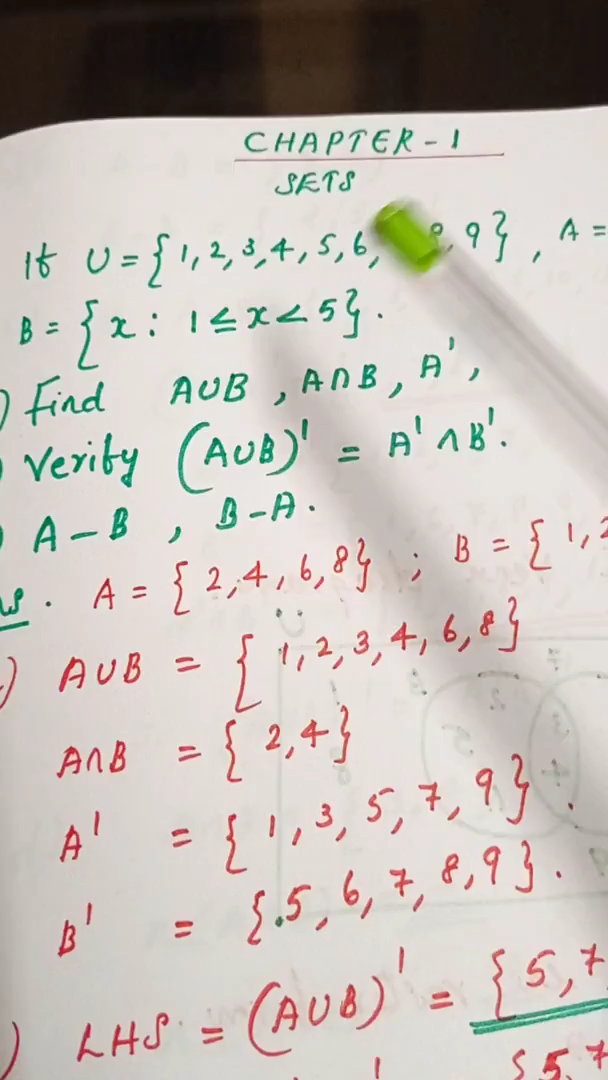 CHAPTER-1
SETS
If U = {1, 2, 3, 4, 5, 6, 8, 9}, A =
B = {x : 1 ≤ x < 5}.
) Find A∪B, A∩B, A',
) Verify (A∪B)' = A' ∩ B'.
) A-B, B-A.
A = {2, 4, 6, 8} ; B = {1, 2
) A∪B = {1, 2, 3, 4, 6, 8}
A∩B = {2, 4}
A' = {1, 3, 5, 7, 9}.
B' = {5, 6, 7, 8, 9}.
) LHS = (A∪B)' = {5, 7